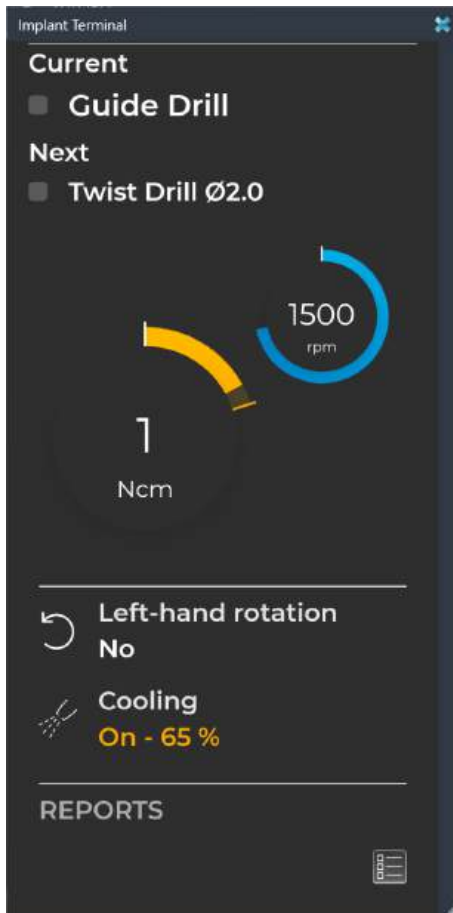 Implant Terminal
Current
Guide Drill
Next
Twist Drill Ø2.0
1500
rpm
1
Ncm
Left-hand rotation
No
Cooling
On - 65 %
REPORTS